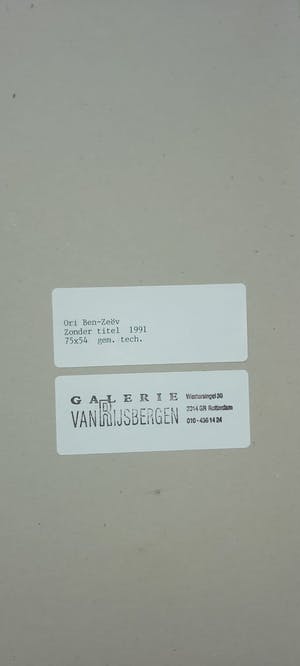 Ori Ben-Zeëv
Zonder titel 1991
75x54 gem. tech.
GALERIE
VAN RIJSBERGEN
Westersingel 30
3014 GR Rotterdam
010-436 14 24